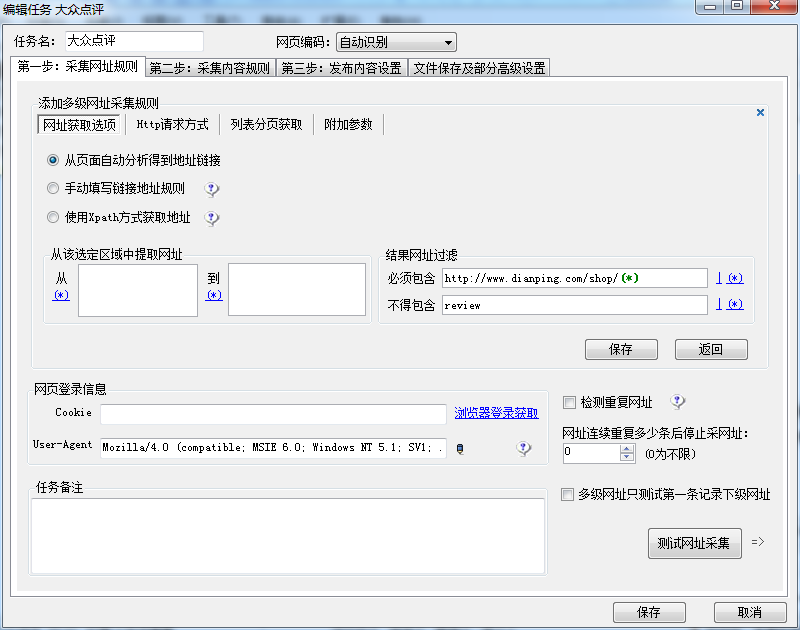 编辑任务 大众点评
任务名： 大众点评 网页编码： 自动识别
第一步：采集网址规则 第二步：采集内容规则 第三步：发布内容设置 文件保存及部分高级设置
添加多级网址采集规则
网址获取选项 Http请求方式 列表分页获取 附加参数
从页面自动分析得到地址链接
手动填写链接地址规则
使用Xpath方式获取地址
从该选定区域中提取网址
从 到
(*) (*)
结果网址过滤
必须包含 http://www.dianping.com/shop/(*) | (*)
不得包含 review | (*)
保存 返回
网页登录信息
Cookie 浏览器登录获取
User-Agent Mozilla/4.0 (compatible; MSIE 6.0; Windows NT 5.1; SV1; .
检测重复网址
网址连续重复多少条后停止采网址：
0 (0为不限)
任务备注
多级网址只测试第一条记录下级网址
测试网址采集 =>
保存 取消